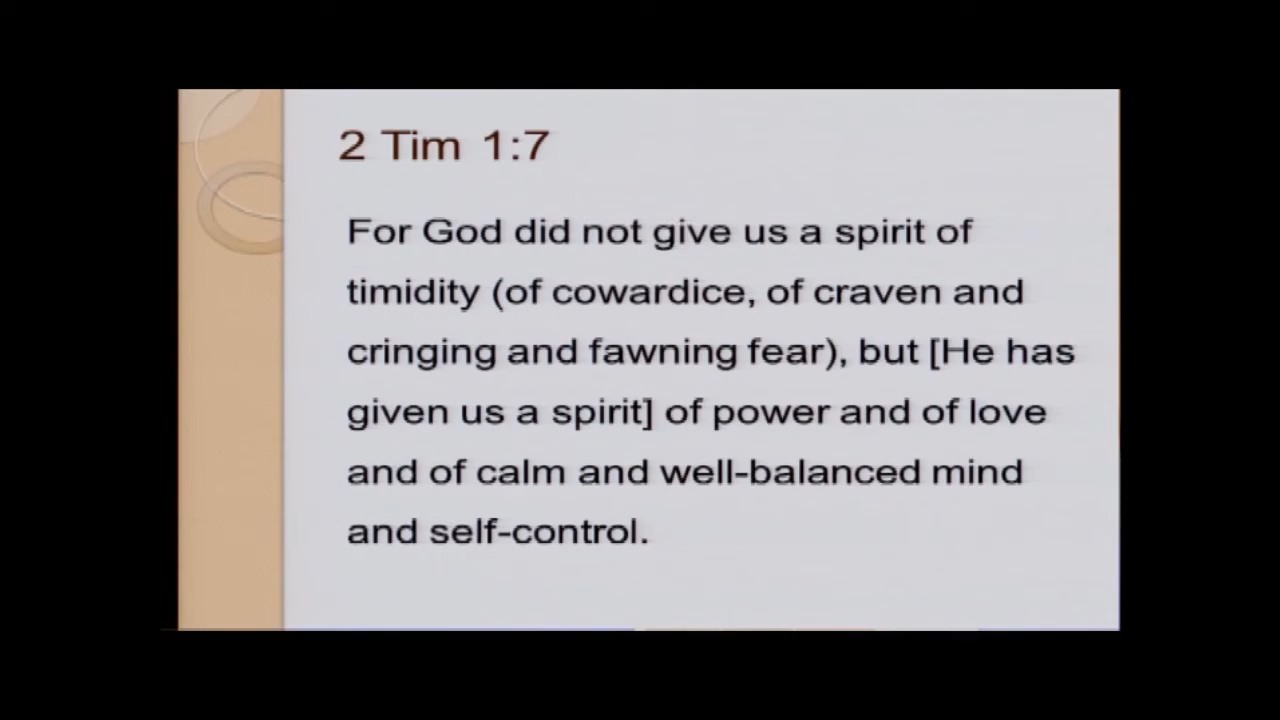 2 Tim 1:7
For God did not give us a spirit of
timidity (of cowardice, of craven and
cringing and fawning fear), but [He has
given us a spirit] of power and of love
and of calm and well-balanced mind
and self-control.